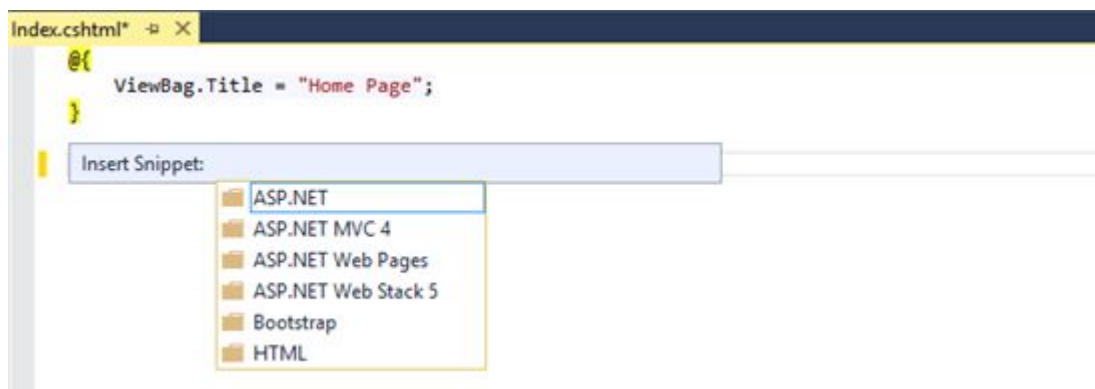 Index.cshtml*
@{
ViewBag.Title = "Home Page";
}
Insert Snippet:
ASP.NET
ASP.NET MVC 4
ASP.NET Web Pages
ASP.NET Web Stack 5
Bootstrap
HTML